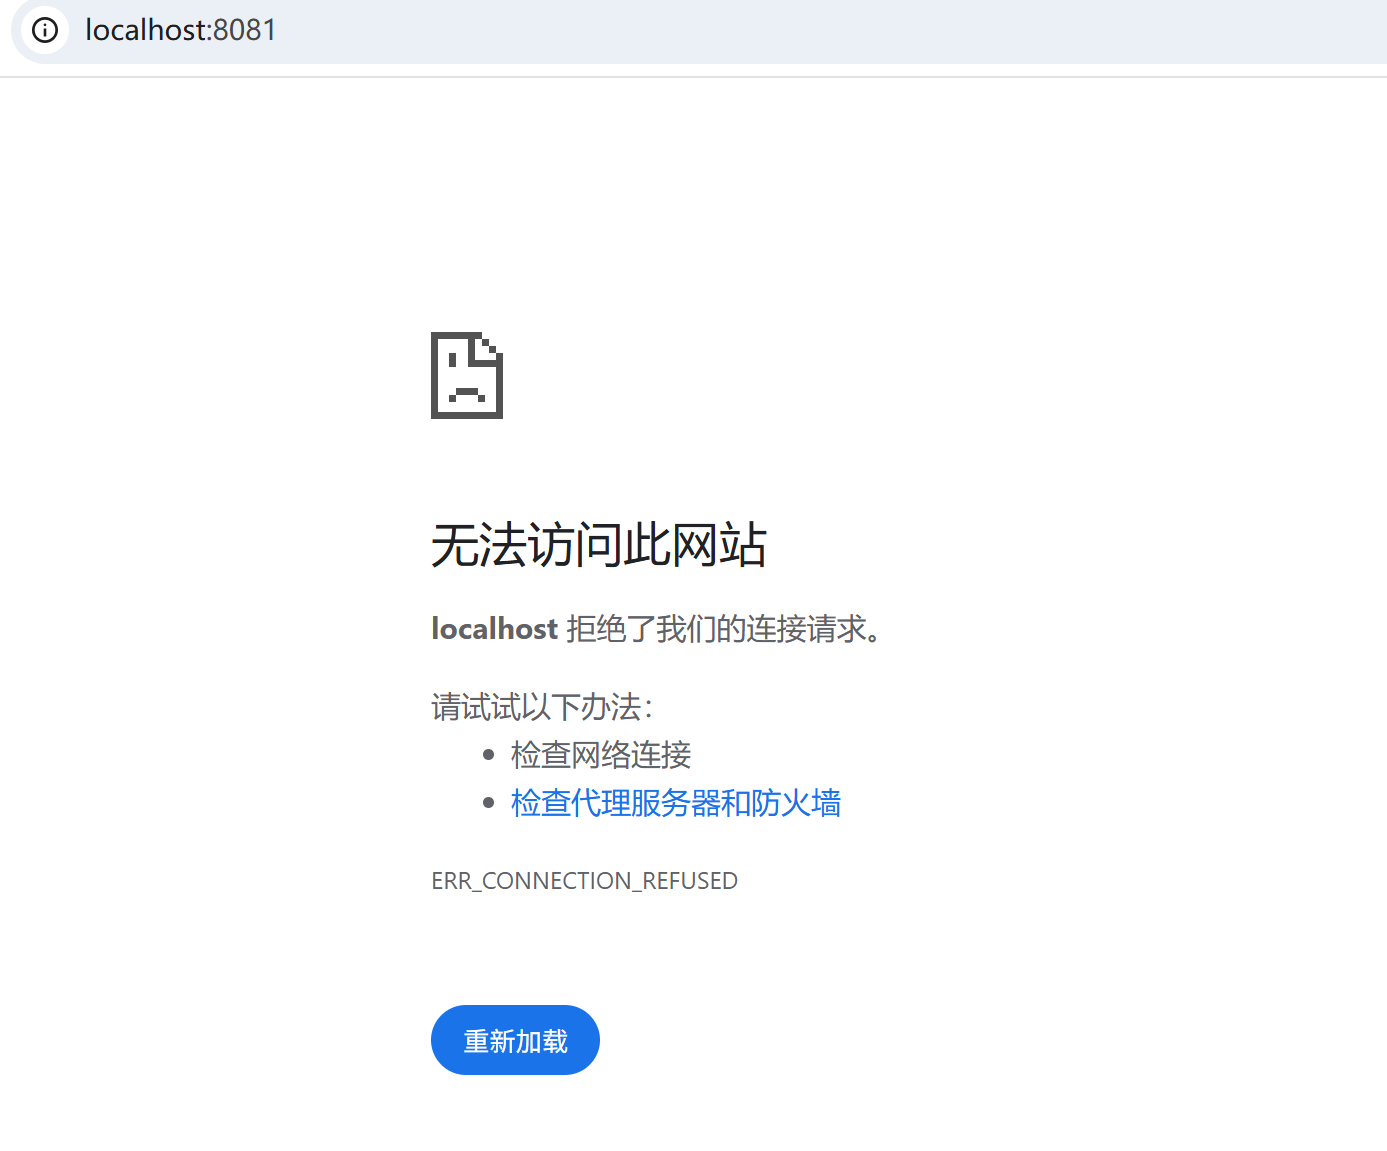 localhost:8081
无法访问此网站
localhost 拒绝了我们的连接请求。
请试试以下办法：
检查网络连接
检查代理服务器和防火墙
ERR_CONNECTION_REFUSED
重新加载